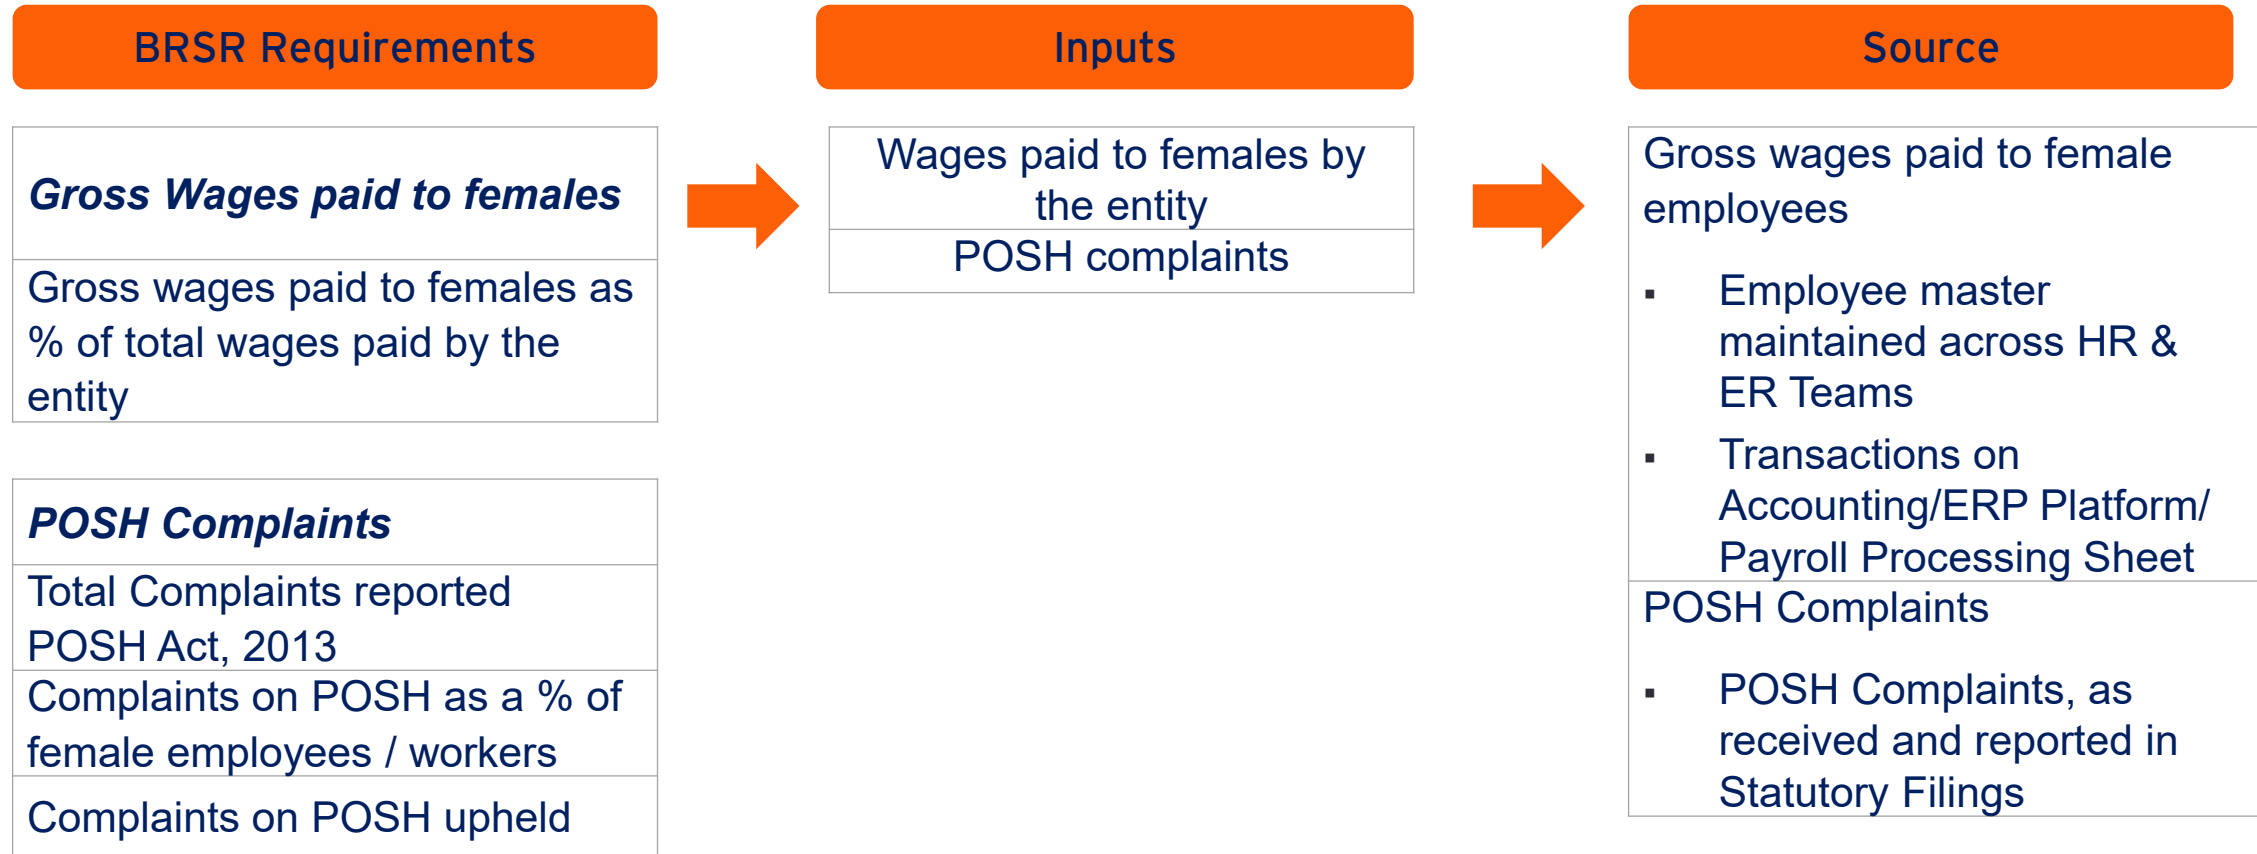 BRSR Requirements
Gross Wages paid to females
Gross wages paid to females as
% of total wages paid by the
entity
POSH Complaints
Total Complaints reported
POSH Act, 2013
Complaints on POSH as a % of
female employees / workers
Complaints on POSH upheld
Inputs
Wages paid to females by
the entity
POSH complaints
Source
Gross wages paid to female
employees
▪ Employee master
maintained across HR &
ER Teams
▪ Transactions on
Accounting/ERP Platform/
Payroll Processing Sheet
POSH Complaints
▪ POSH Complaints, as
received and reported in
Statutory Filings